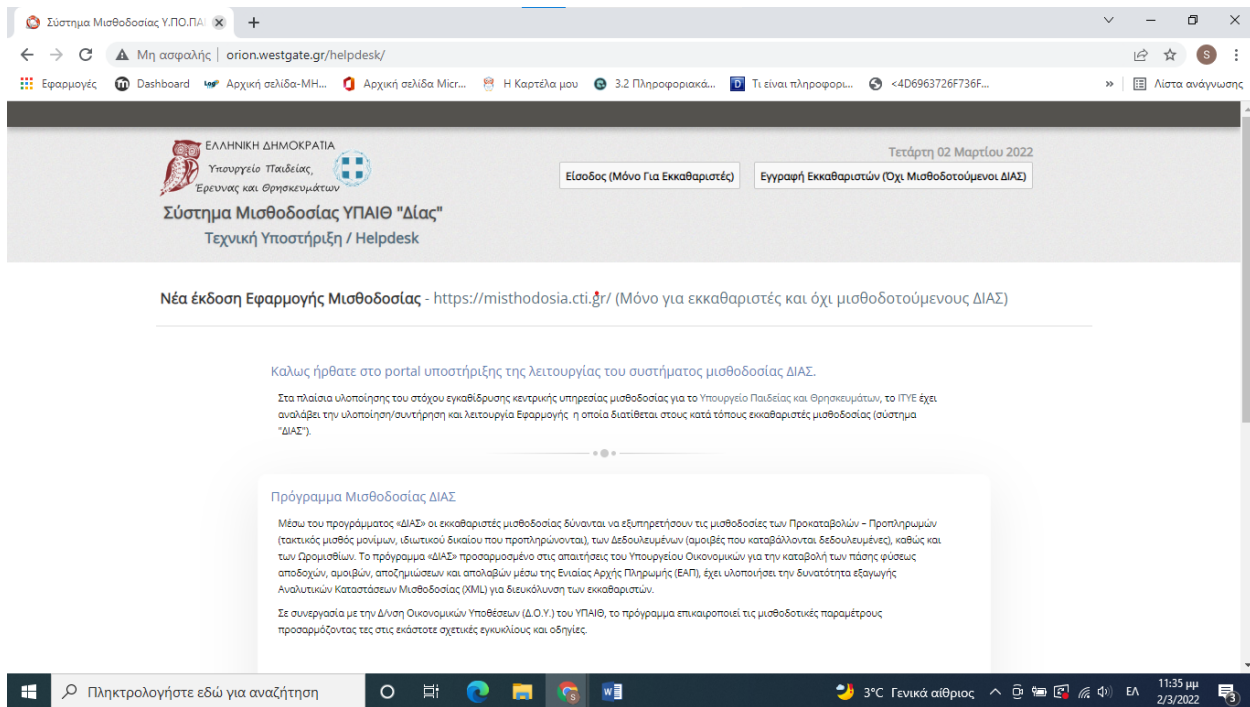 Σύστημα Μισθοδοσίας Υ.ΠΟ.ΠΑΙ
Μη ασφαλής | orion.westgate.gr/helpdesk/
S
Εφαρμογές Dashboard Αρχική σελίδα-MH... Αρχική σελίδα Micr... Η Καρτέλα μου 3.2 Πληροφοριακά... Τι είναι πληροφορι... <4D6963726F736F... » Λίστα ανάγνωσης
ΕΛΛΗΝΙΚΗ ΔΗΜΟΚΡΑΤΙΑ
Υπουργείο Παιδείας,
Έρευνας και Θρησκευμάτων
Τετάρτη 02 Μαρτίου 2022
Είσοδος (Μόνο Για Εκκαθαριστές) Εγγραφή Εκκαθαριστών (Όχι Μισθοδοτούμενοι ΔΙΑΣ)
Σύστημα Μισθοδοσίας ΥΠΑΙΘ "Δίας"
Τεχνική Υποστήριξη / Helpdesk
Νέα έκδοση Εφαρμογής Μισθοδοσίας - https://misthodosia.cti.gr/ (Μόνο για εκκαθαριστές και όχι μισθοδοτούμενους ΔΙΑΣ)
Καλως ήρθατε στο portal υποστήριξης της λειτουργίας του συστήματος μισθοδοσίας ΔΙΑΣ.
Στα πλαίσια υλοποίησης του στόχου εγκαθίδρυσης κεντρικής υπηρεσίας μισθοδοσίας για το Υπουργείο Παιδείας και Θρησκευμάτων, το ΙΤΥΕ έχει
αναλάβει την υλοποίηση/συντήρηση και λειτουργία Εφαρμογής η οποία διατίθεται στους κατά τόπους εκκαθαριστές μισθοδοσίας (σύστημα
"ΔΙΑΣ").
Πρόγραμμα Μισθοδοσίας ΔΙΑΣ
Μέσω του προγράμματος «ΔΙΑΣ» οι εκκαθαριστές μισθοδοσίας δύνανται να εξυπηρετήσουν τις μισθοδοσίες των Προκαταβολών – Προπληρωμών
(τακτικός μισθός μονίμων, ιδιωτικού δικαίου που προπληρώνονται), των Δεδουλευμένων (αμοιβές που καταβάλλονται δεδουλευμένες), καθώς και
των Ωρομισθίων. Το πρόγραμμα «ΔΙΑΣ» προσαρμοσμένο στις απαιτήσεις του Υπουργείου Οικονομικών για την καταβολή των πάσης φύσεως
αποδοχών, αμοιβών, αποζημιώσεων και απολαβών μέσω της Ενιαίας Αρχής Πληρωμής (ΕΑΠ), έχει υλοποιήσει την δυνατότητα εξαγωγής
Αναλυτικών Καταστάσεων Μισθοδοσίας (XML) για διευκόλυνση των εκκαθαριστών.
Σε συνεργασία με την Δ/νση Οικονομικών Υποθέσεων (Δ.Ο.Υ.) του ΥΠΑΙΘ, το πρόγραμμα επικαιροποιεί τις μισθοδοτικές παραμέτρους
προσαρμόζοντας τες στις εκάστοτε σχετικές εγκυκλίους και οδηγίες.
Πληκτρολογήστε εδώ για αναζήτηση
3°C Γενικά αίθριος ΕΛ 11:35 μμ
2/3/2022
3